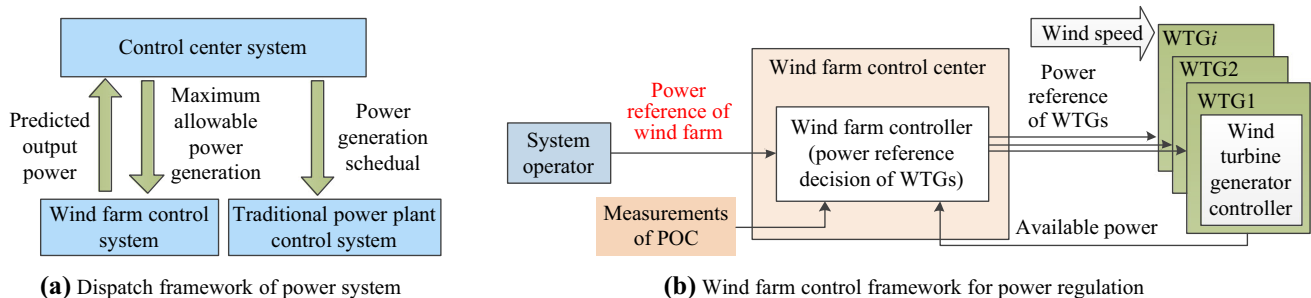 Control center system
Predicted
output
power
Maximum
allowable
power
generation
Power
generation
schedual
Wind farm control
system
Traditional power plant
control system
(a) Dispatch framework of power system
Wind speed
WTGi
WTG2
WTG1
Wind
turbine
generator
controller
Wind farm control center
Power
reference
of WTGs
Power
reference of
wind farm
Wind farm controller
(power reference
decision of WTGs)
System
operator
Measurements
of POC
Available power
(b) Wind farm control framework for power regulation